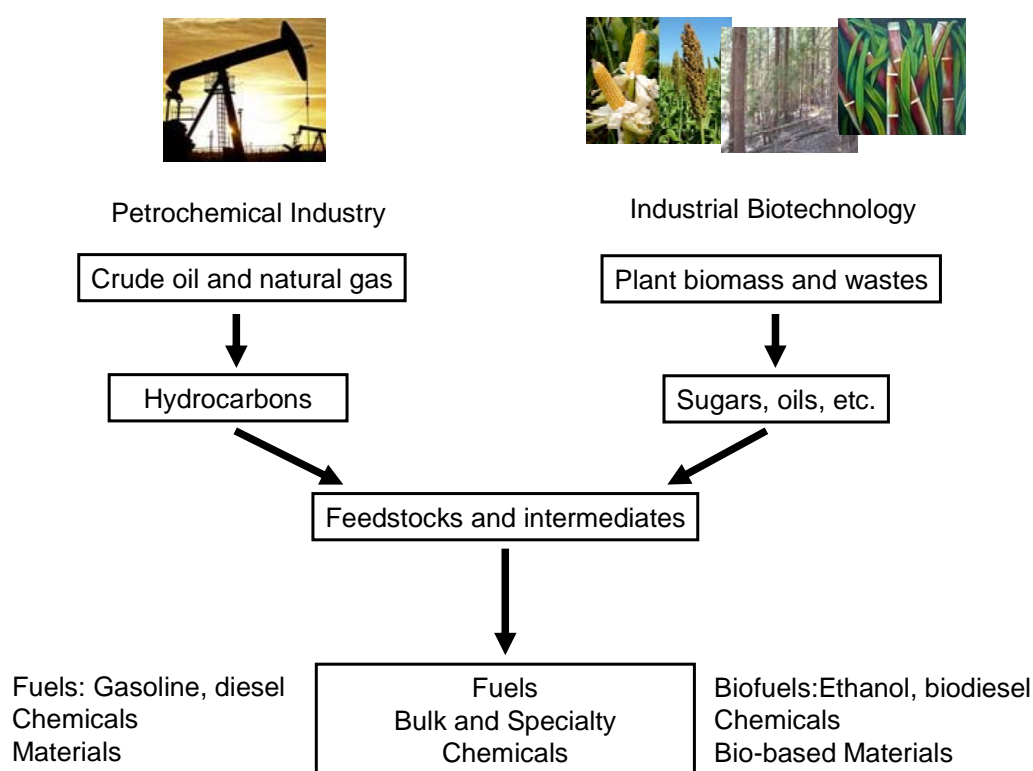 Petrochemical Industry
Industrial Biotechnology
Crude oil and natural gas
Plant biomass and wastes
Hydrocarbons
Sugars, oils, etc.
Feedstocks and intermediates
Fuels: Gasoline, diesel
Chemicals
Materials
Fuels
Bulk and Specialty
Chemicals
Biofuels:Ethanol, biodiesel
Chemicals
Bio-based Materials